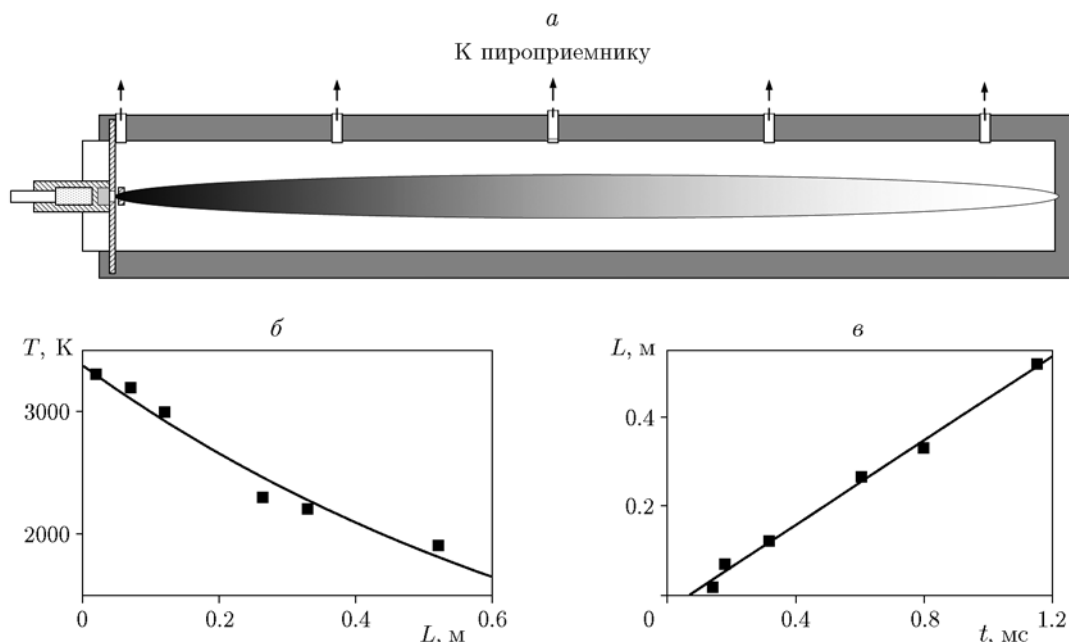 а
К пироприемнику
б
T, К
3000
2000
0
0.2
0.4
0.6
L, м
в
L, м
0.4
0.2
0
0.4
0.8
1.2
t, мс